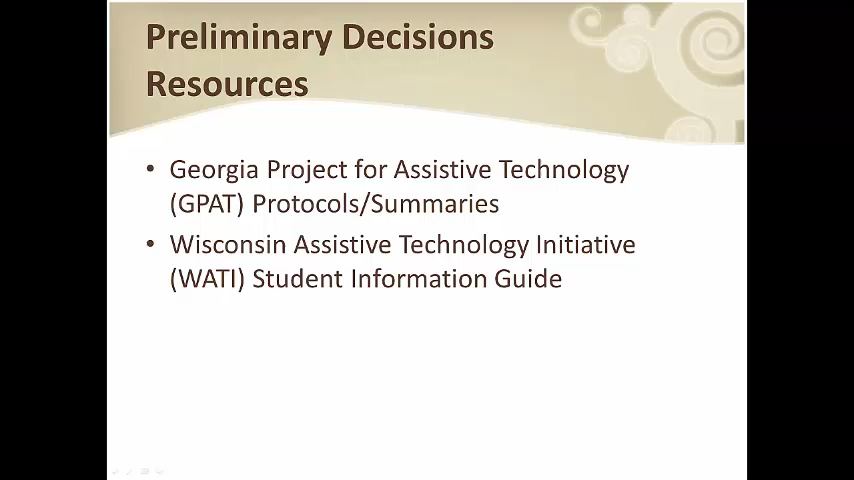 Preliminary Decisions
Resources
• Georgia Project for Assistive Technology
(GPAT) Protocols/Summaries
• Wisconsin Assistive Technology Initiative
(WATI) Student Information Guide